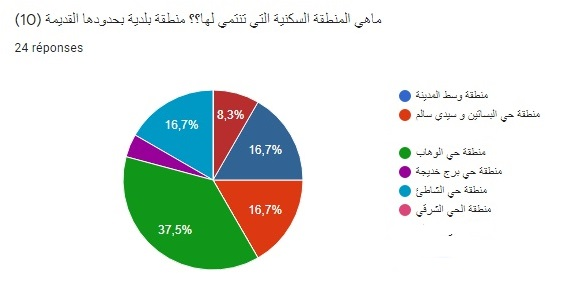 ماهي المنطقة السكنية التي تنتمي لها؟؟ منطقة بلدية بحدودها القديمة (10)
24 réponses
8,3%
16,7%
16,7%
16,7%
37,5%
منطقة وسط المدينة
منطقة حي البساتين و سيدي سالم
منطقة حي الوهاب
منطقة حي برج خديجة
منطقة حي الشاطئ
منطقة الحي الشرقي